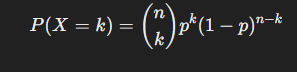 P(X = k) = \binom{n}{k} p^k (1 − p)^{n−k}